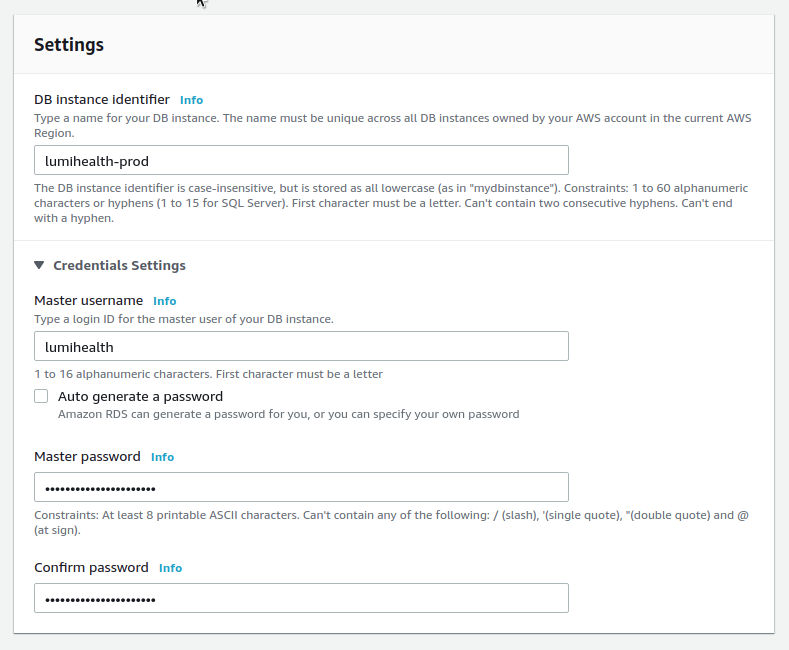 Settings
DB instance identifier Info
Type a name for your DB instance. The name must be unique across all DB instances owned by your AWS account in the current AWS
Region.
lumihealth-prod
The DB instance identifier is case-insensitive, but is stored as all lowercase (as in "mydbinstance"). Constraints: 1 to 60 alphanumeric
characters or hyphens (1 to 15 for SQL Server). First character must be a letter. Can't contain two consecutive hyphens. Can't end
with a hyphen.
Credentials Settings
Master username Info
Type a login ID for the master user of your DB instance.
lumihealth
1 to 16 alphanumeric characters. First character must be a letter
Auto generate a password
Amazon RDS can generate a password for you, or you can specify your own password
Master password Info
••••••••••••••••••••••
Constraints: At least 8 printable ASCII characters. Can't contain any of the following: / (slash), '(single quote), "(double quote) and @
(at sign).
Confirm password Info
••••••••••••••••••••••